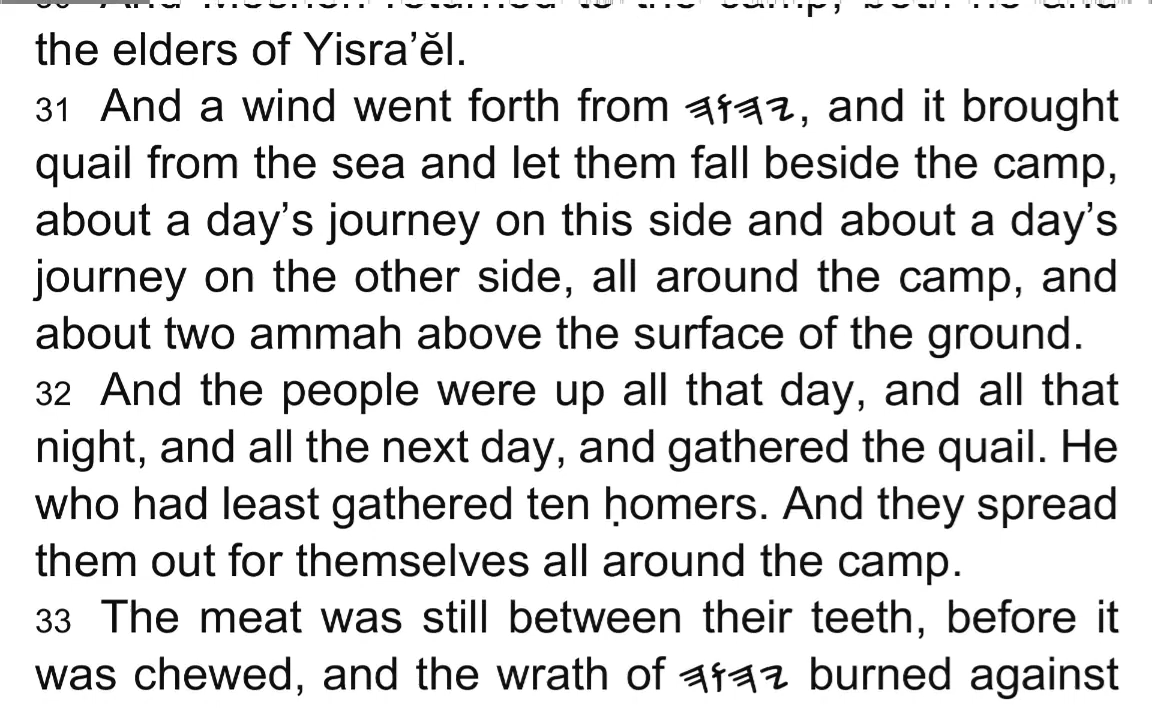 the elders of Yisra’ĕl.
31 And a wind went forth from 𐤉𐤄𐤅𐤄, and it brought
quail from the sea and let them fall beside the camp,
about a day’s journey on this side and about a day’s
journey on the other side, all around the camp, and
about two ammah above the surface of the ground.
32 And the people were up all that day, and all that
night, and all the next day, and gathered the quail. He
who had least gathered ten ḥomers. And they spread
them out for themselves all around the camp.
33 The meat was still between their teeth, before it
was chewed, and the wrath of 𐤉𐤄𐤅𐤄 burned against